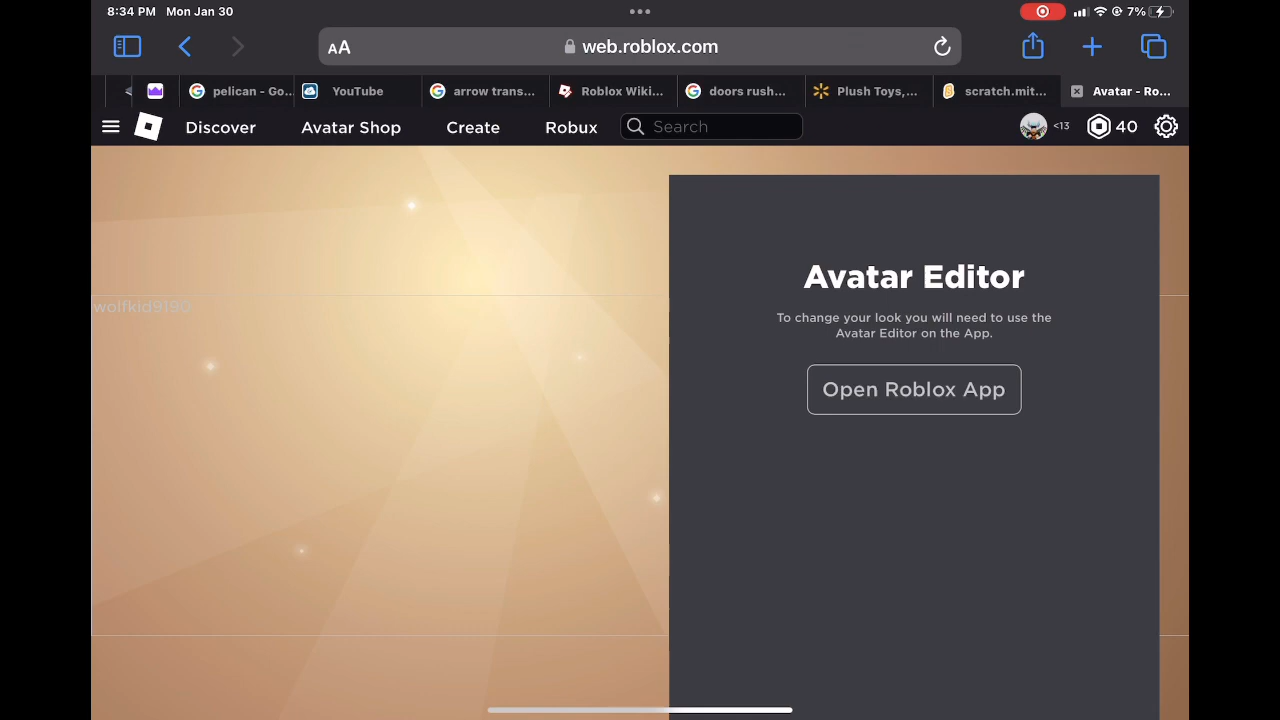 8:34 PM Mon Jan 30
7%
AA
web.roblox.com
pelican - Go...
YouTube
arrow trans...
Roblox Wiki...
doors rush...
Plush Toys,...
scratch.mit...
Avatar - Ro...
Discover
Avatar Shop
Create
Robux
Search
<13
40
Avatar Editor
wolfkid9190
To change your look you will need to use the
Avatar Editor on the App.
Open Roblox App